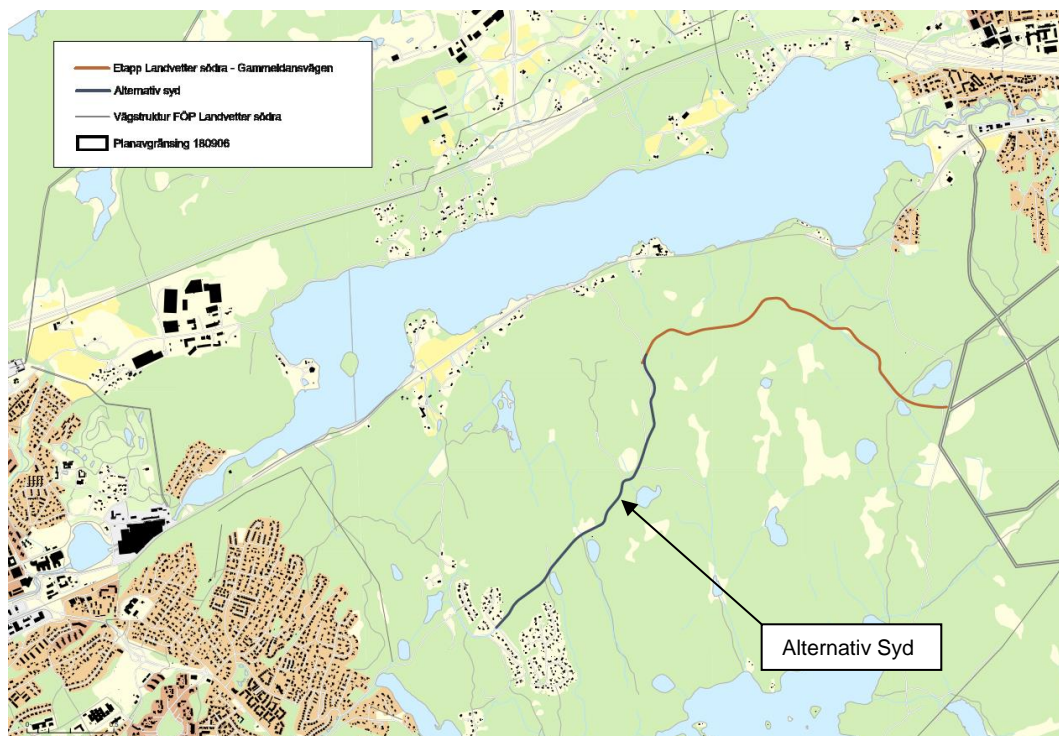 Etapp Landvetter södra - Gammeldansvägen
Alternativ syd
Vägstruktur FÖP Landvetter södra
Planavgränsing 180906
Alternativ Syd